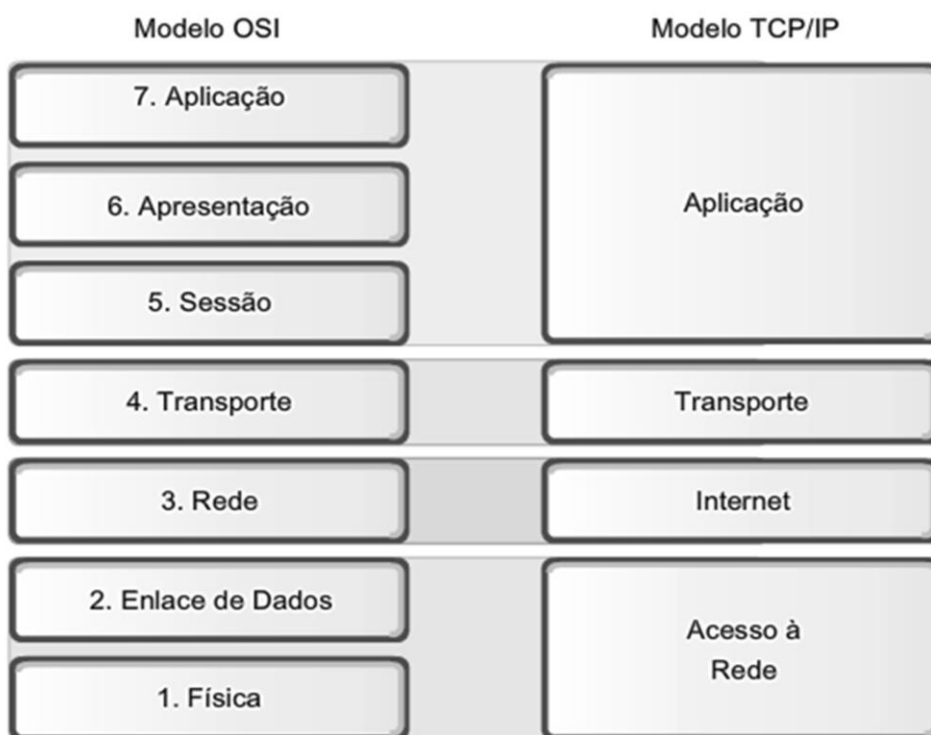 Modelo OSI
Modelo TCP/IP
7. Aplicação
6. Apresentação
5. Sessão
Aplicação
4. Transporte
Transporte
3. Rede
Internet
2. Enlace de Dados
1. Física
Acesso à
Rede